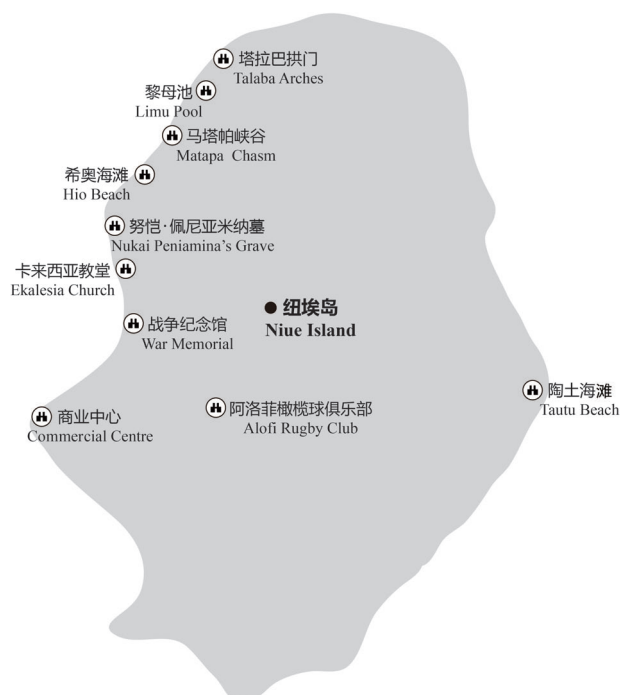 塔拉巴拱门
Talaba Arches
黎母池
Limu Pool
马塔帕峡谷
Matapa Chasm
希奥海滩
Hio Beach
努恺·佩尼亚米纳墓
Nukai Peniamina's Grave
卡来西亚教堂
Ekalesia Church
纽埃岛
Niue Island
战争纪念馆
War Memorial
陶土海滩
Tautu Beach
商业中心
Commercial Centre
阿洛菲橄榄球俱乐部
Alofi Rugby Club